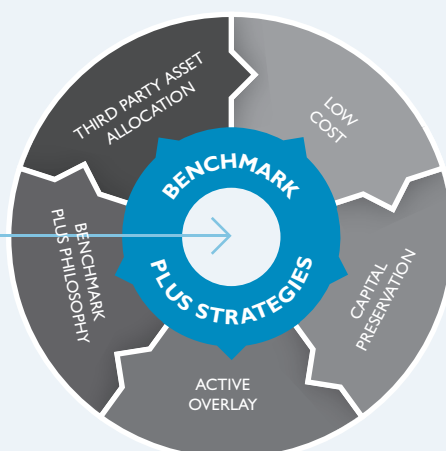 THIRD PARTY ASSET
ALLOCATION
LOW
COST
BENCHMARK
PLUS STRATEGIES
BENCHMARK
PLUS PHILOSOPHY
CAPITAL
PRESERVATION
ACTIVE
OVERLAY